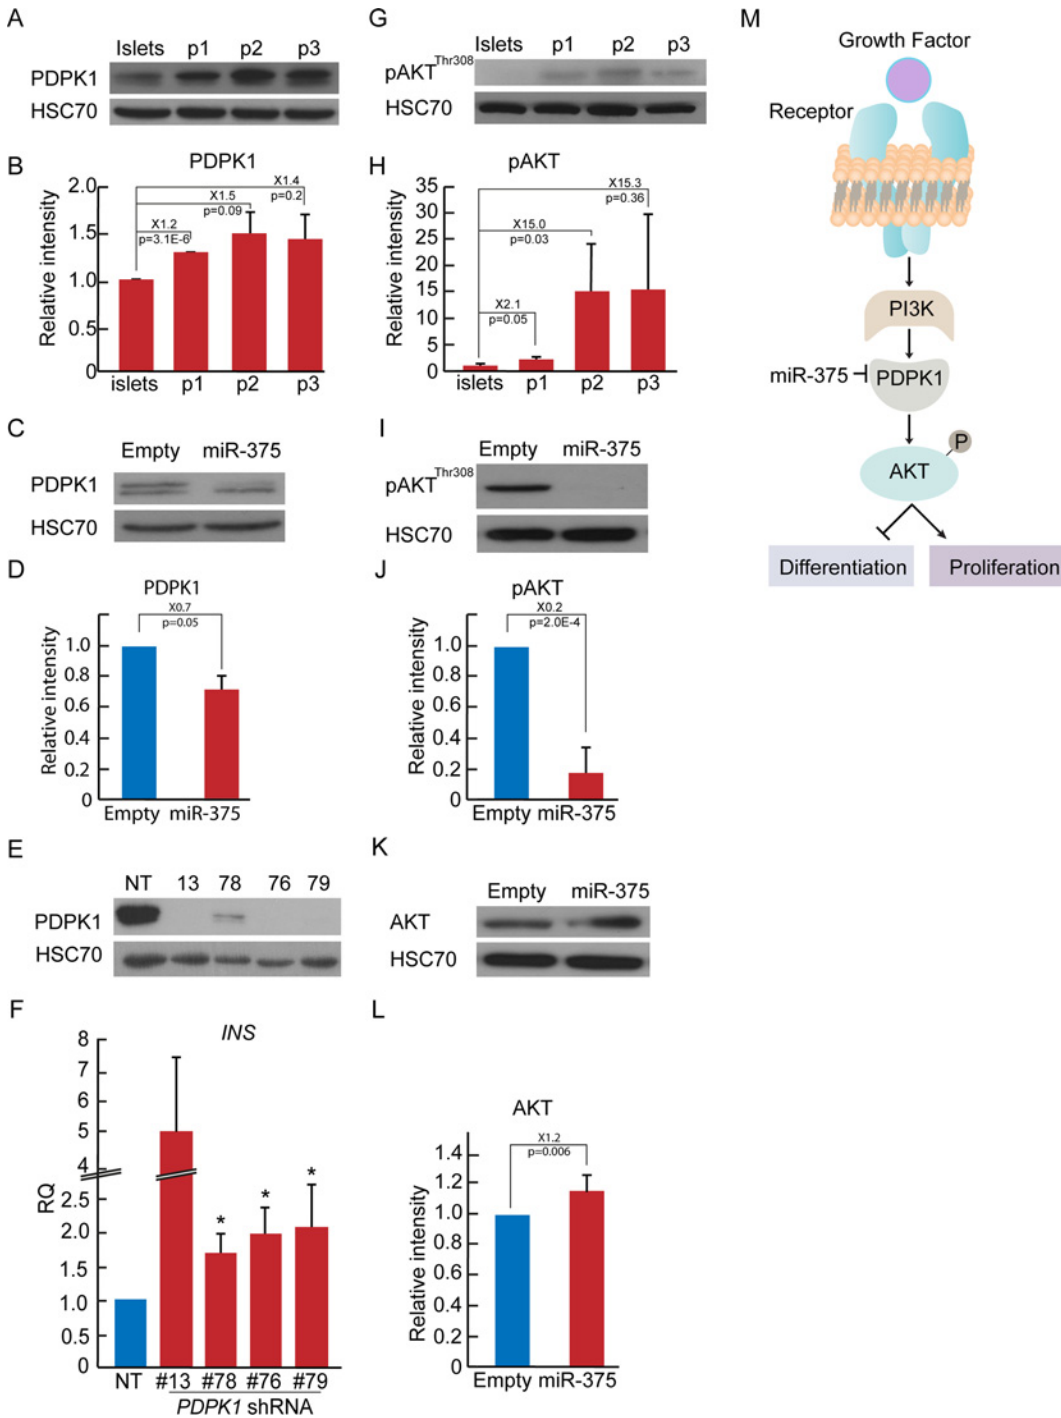 A
Islets p1 p2 p3
PDPK1
HSC70
B
PDPK1
Relative intensity
2.0
1.5
1.0
0.5
0
X1.4
p=0.2
X1.5
p=0.09
X1.2
p=3.1E-6
islets p1 p2 p3
C
Empty miR-375
PDPK1
HSC70
D
PDPK1
X0.7
p=0.05
Relative intensity
1.0
0.8
0.6
0.4
0.2
0
Empty miR-375
E
NT 13 78 76 79
PDPK1
HSC70
F
INS
RQ
8
7
6
5
4
2.5
2.0
1.5
1.0
0.5
0
* * *
NT #13 #78 #76 #79
PDPK1 shRNA
G
Islets p1 p2 p3
pAKT Thr308
HSC70
H
pAKT
Relative intensity
35
30
25
20
15
10
5
0
X15.3
p=0.36
X15.0
p=0.03
X2.1
p=0.05
islets p1 p2 p3
I
Empty miR-375
pAKT Thr308
HSC70
J
pAKT
X0.2
p=2.0E-4
Relative intensity
1.0
0.8
0.6
0.4
0.2
0
Empty miR-375
K
Empty miR-375
AKT
HSC70
L
AKT
X1.2
p=0.006
Relative intensity
1.4
1.2
1.0
0.8
0.6
0.4
0.2
0
Empty miR-375
M
Growth Factor
Receptor
PI3K
miR-375
PDPK1
P
AKT
Differentiation
Proliferation